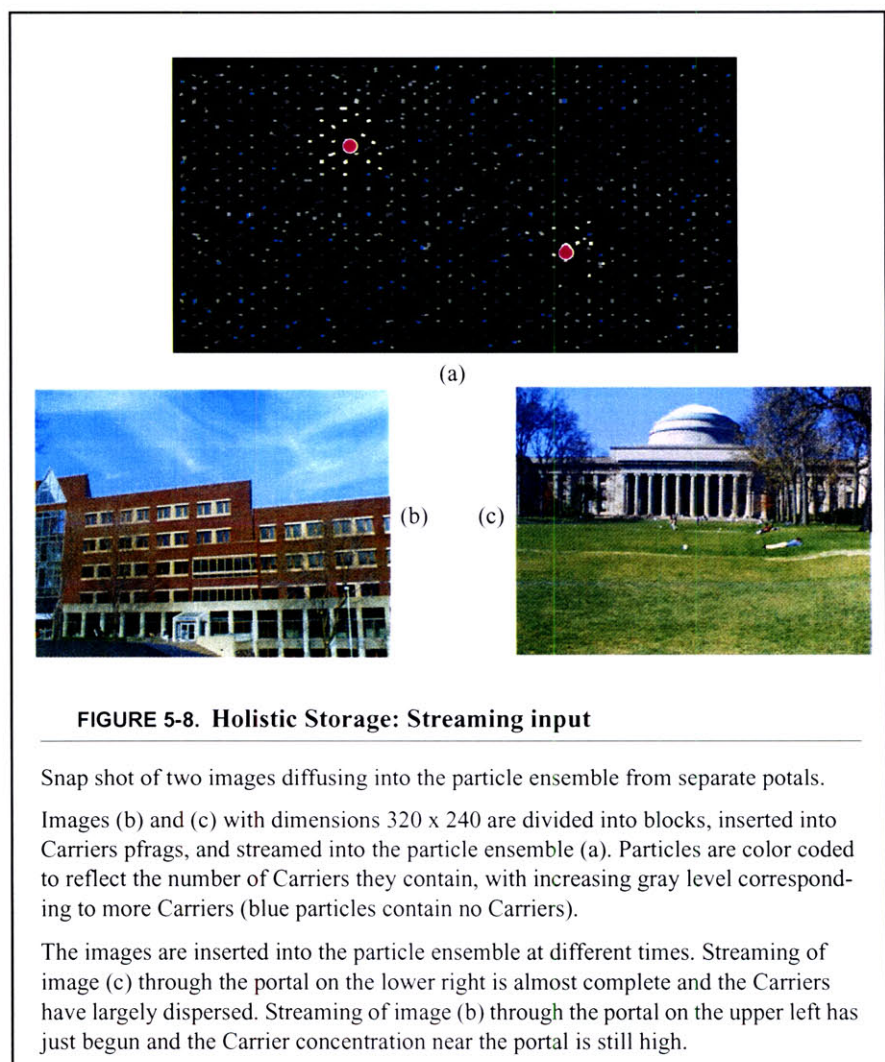 (a)
(b) (c)
FIGURE 5-8. Holistic Storage: Streaming input
Snap shot of two images diffusing into the particle ensemble from separate potals.
Images (b) and (c) with dimensions 320 x 240 are divided into blocks, inserted into
Carriers pfrags, and streamed into the particle ensemble (a). Particles are color coded
to reflect the number of Carriers they contain, with increasing gray level correspond-
ing to more Carriers (blue particles contain no Carriers).
The images are inserted into the particle ensemble at different times. Streaming of
image (c) through the portal on the lower right is almost complete and the Carriers
have largely dispersed. Streaming of image (b) through the portal on the upper left has
just begun and the Carrier concentration near the portal is still high.